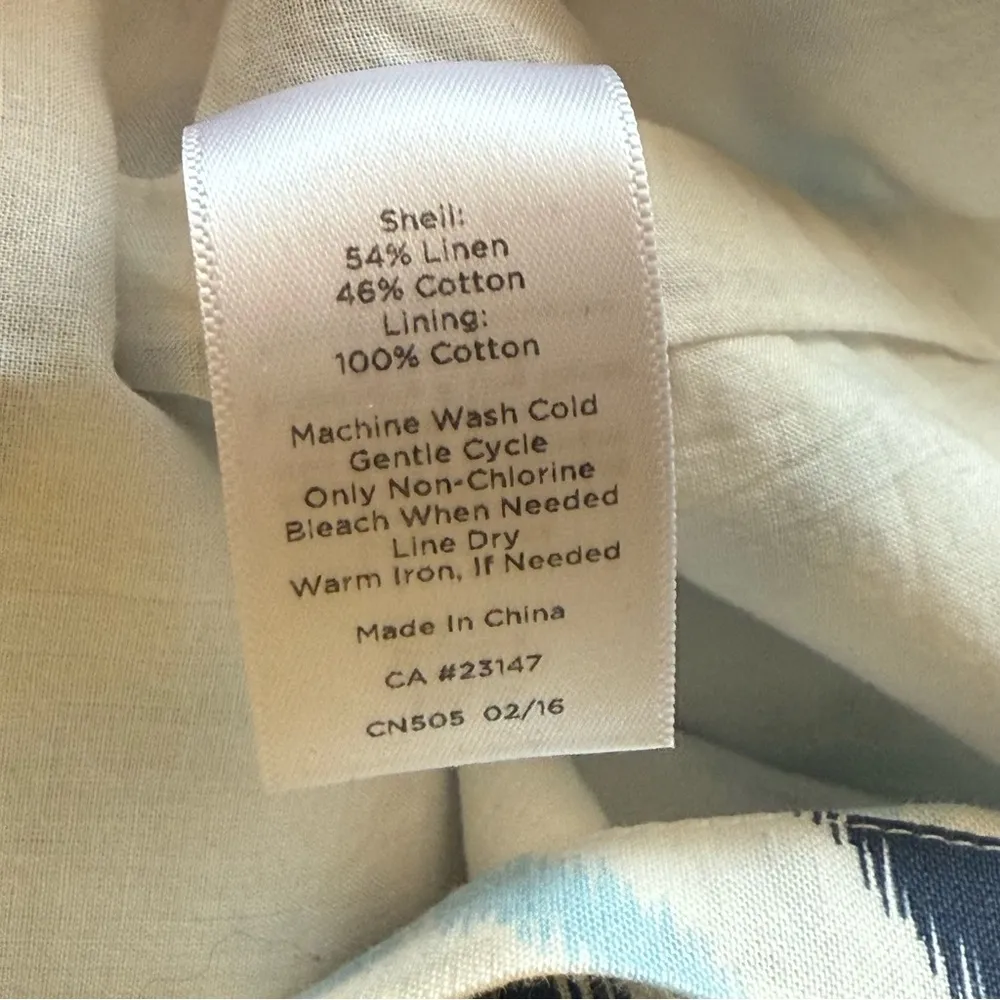 Shell:
54% Linen
46% Cotton
Lining:
100% Cotton
Machine Wash Cold
Gentle Cycle
Only Non-Chlorine
Bleach When Needed
Line Dry
Warm Iron, If Needed
Made In China
CA #23147
CN505 02/16